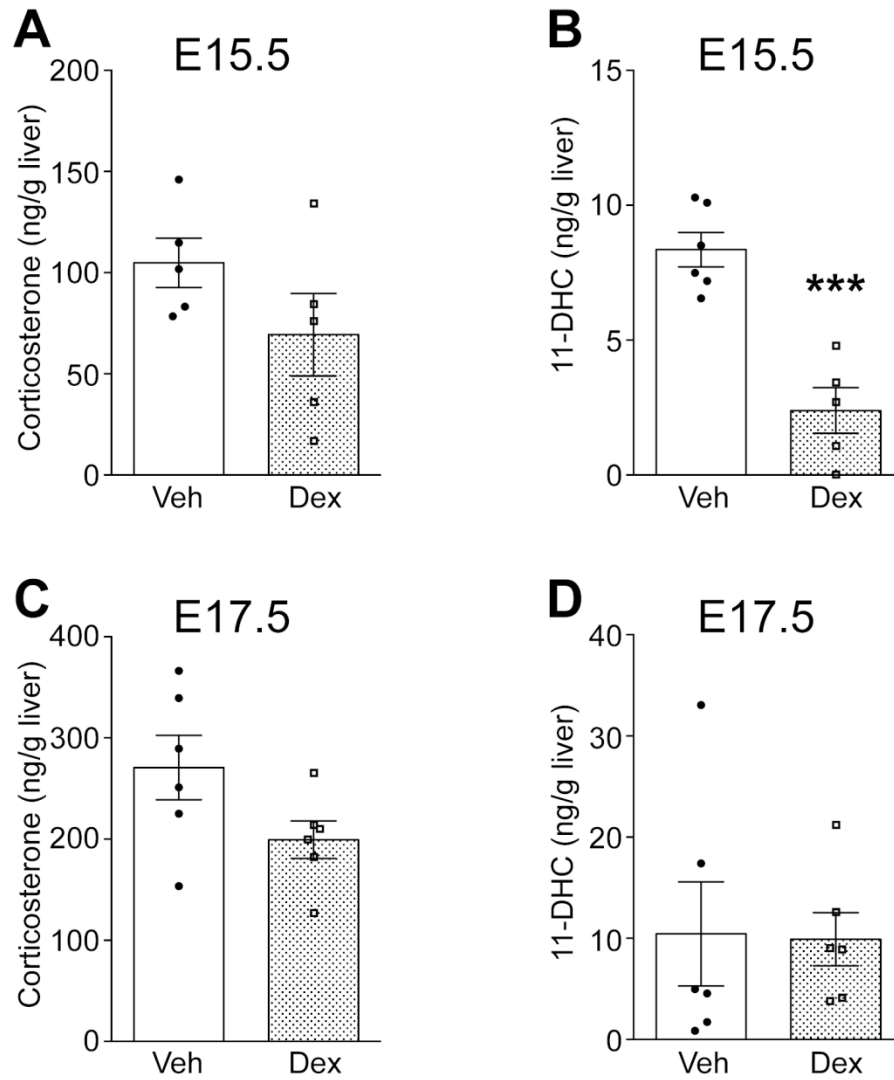 A
E15.5
Corticosterone (ng/g liver)
200
150
100
50
0
Veh Dex
B
E15.5
11-DHC (ng/g liver)
15
10
5
0
***
Veh Dex
C
E17.5
Corticosterone (ng/g liver)
400
300
200
100
0
Veh Dex
D
E17.5
11-DHC (ng/g liver)
40
30
20
10
0
Veh Dex